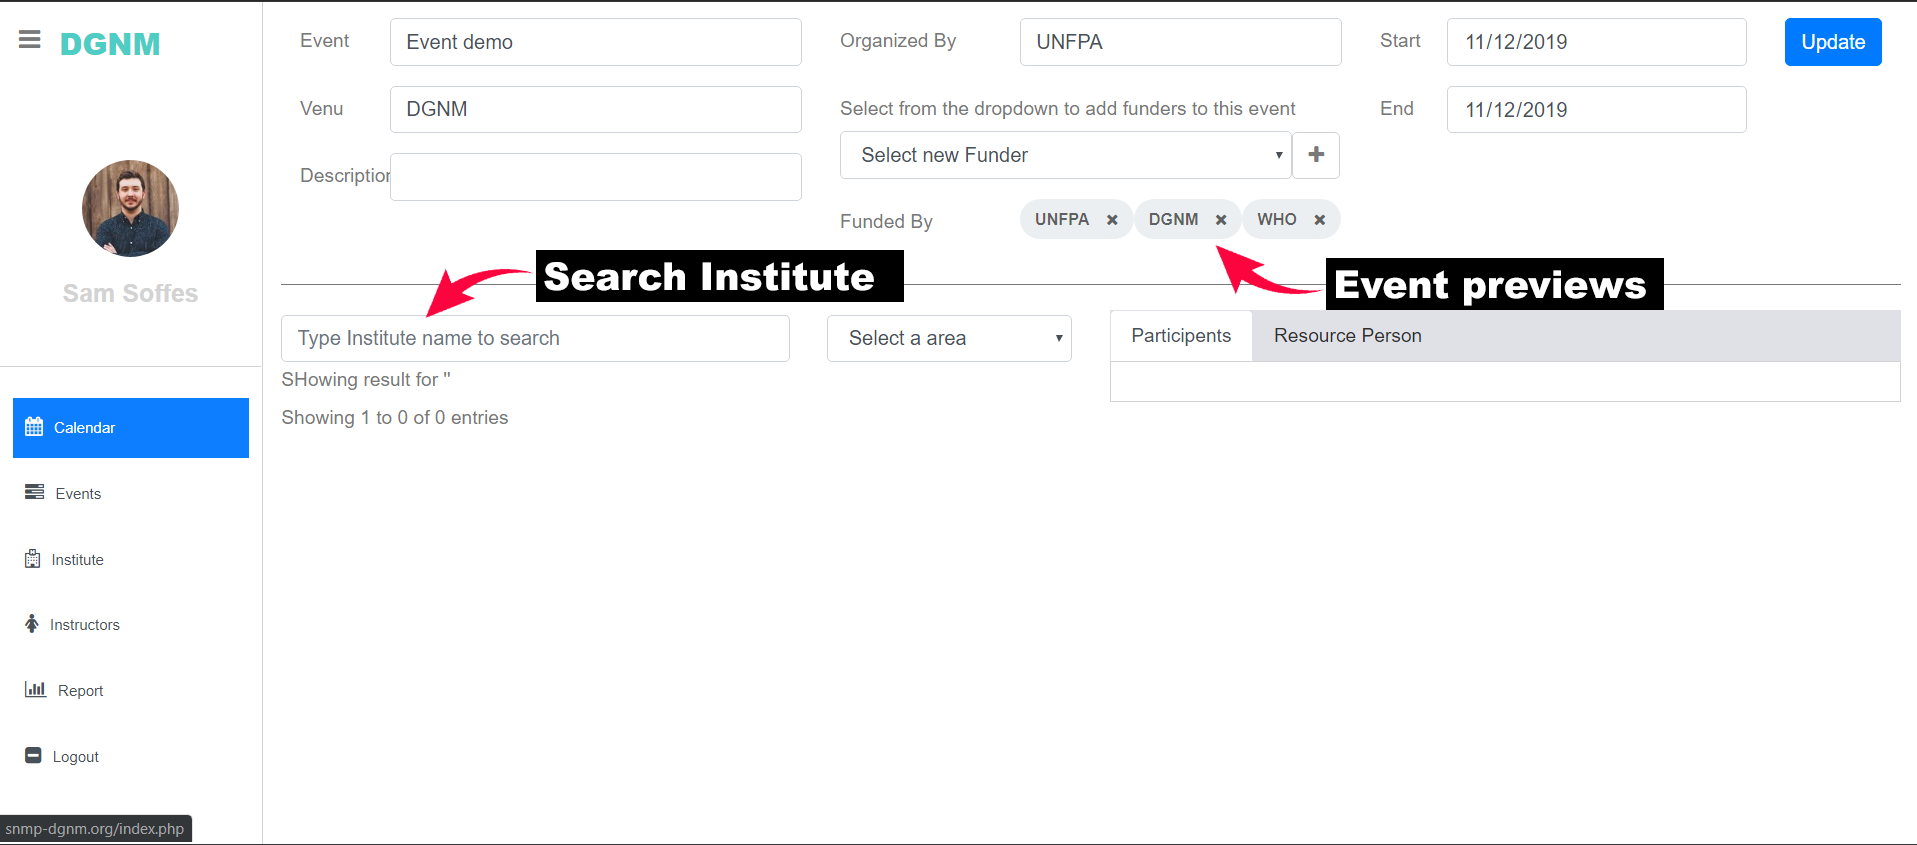 DGNM
Sam Soffes
Calendar
Events
Institute
Instructors
Report
Logout
snmp-dgnm.org/index.php
Event
Event demo
Organized By
UNFPA
Start
11/12/2019
Update
Venu
DGNM
Select from the dropdown to add funders to this event
End
11/12/2019
Select new Funder
Description
Funded By
UNFPA
DGNM
WHO
Search Institute
Event previews
Type Institute name to search
Select a area
Participents
Resource Person
SHowing result for ''
Showing 1 to 0 of 0 entries